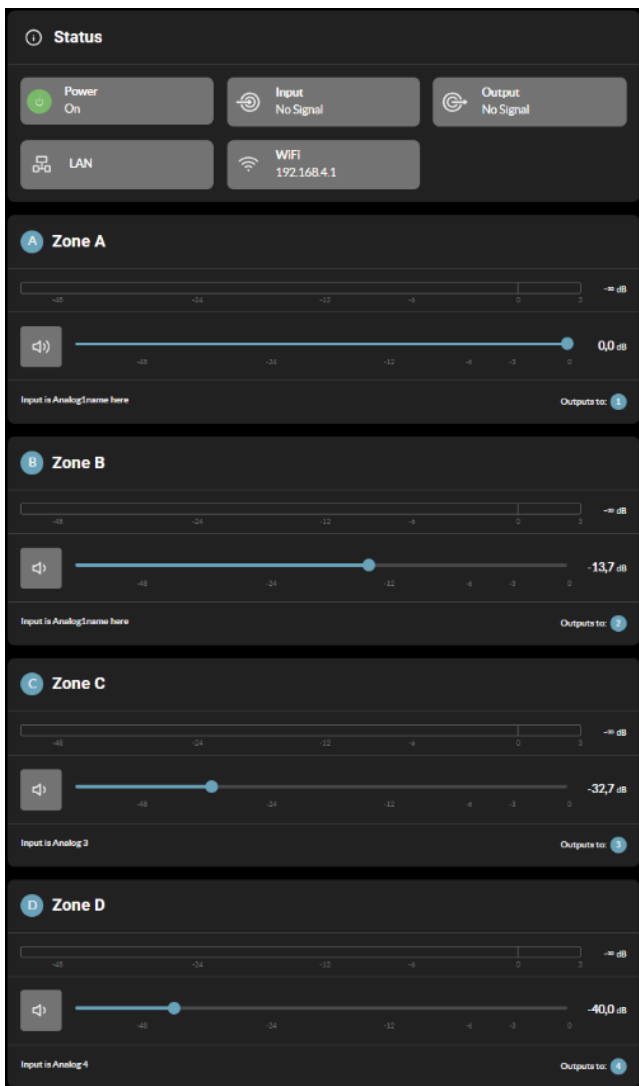 Status
Power
On
Input
No Signal
Output
No Signal
LAN
WiFi
192.168.4.1
A Zone A
-∞ dB
-48 -24 -12 -6 0 3
0,0 dB
-48 -24 -12 -6 -3 0
Input is Analog1name here Outputs to: 1
B Zone B
-∞ dB
-48 -24 -12 -6 0 3
-13,7 dB
-48 -24 -12 -6 -3 0
Input is Analog1name here Outputs to: 2
C Zone C
-∞ dB
-48 -24 -12 -6 0 3
-32,7 dB
-48 -24 -12 -6 -3 0
Input is Analog 3 Outputs to: 3
D Zone D
-∞ dB
-48 -24 -12 -6 0 3
-40,0 dB
-48 -24 -12 -6 -3 0
Input is Analog 4 Outputs to: 4